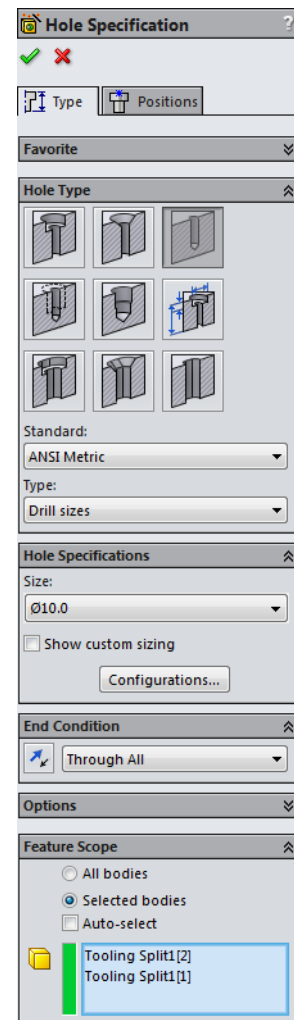 Hole Specification ?
Type Positions
Favorite
Hole Type
Standard:
ANSI Metric
Type:
Drill sizes
Hole Specifications
Size:
Ø10.0
Show custom sizing
Configurations...
End Condition
Through All
Options
Feature Scope
All bodies
Selected bodies
Auto-select
Tooling Split1[2]
Tooling Split1[1]